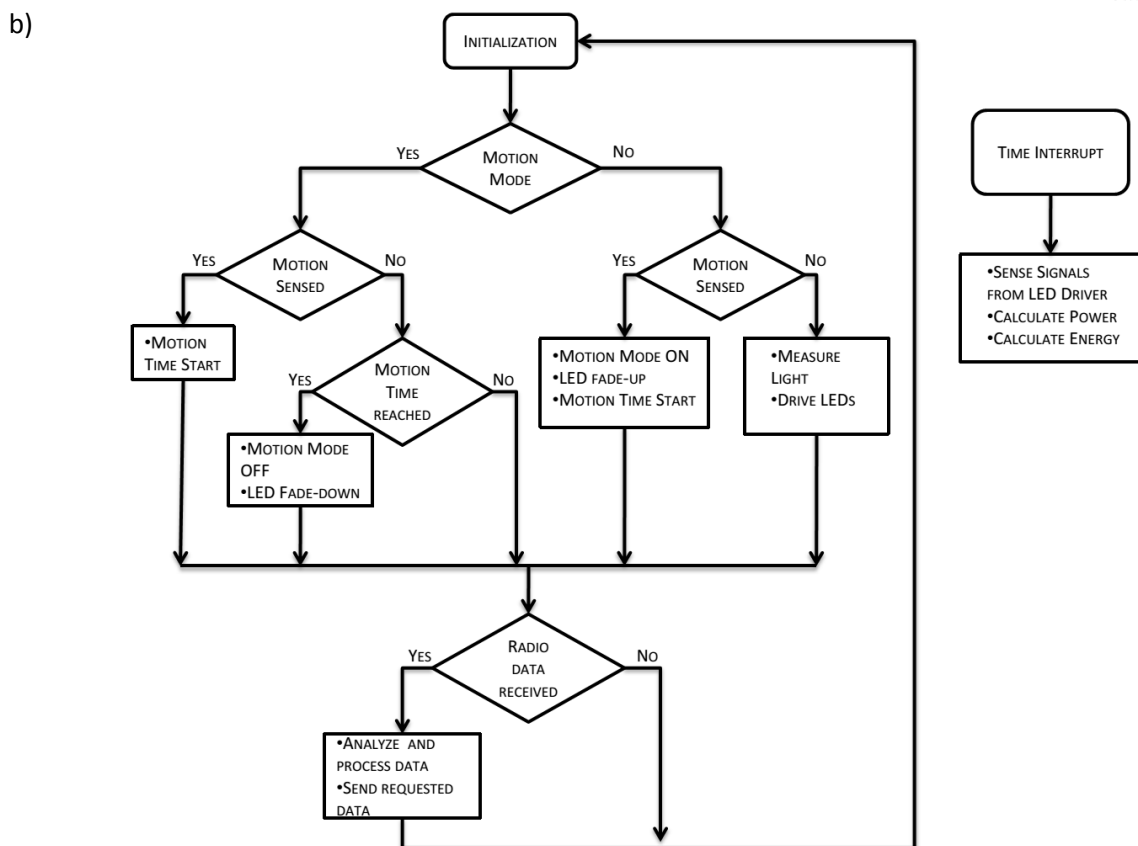 b)
INITIALIZATION
YES
MOTION
MODE
NO
TIME INTERRUPT
YES
MOTION
SENSED
NO
YES
MOTION
SENSED
NO
•SENSE SIGNALS
FROM LED DRIVER
•CALCULATE POWER
•CALCULATE ENERGY
•MOTION
TIME START
YES
MOTION
TIME
REACHED
NO
•MOTION MODE ON
•LED FADE-UP
•MOTION TIME START
•MEASURE
LIGHT
•DRIVE LEDS
•MOTION MODE
OFF
•LED FADE-DOWN
YES
RADIO
DATA
RECEIVED
NO
•ANALYZE AND
PROCESS DATA
•SEND REQUESTED
DATA